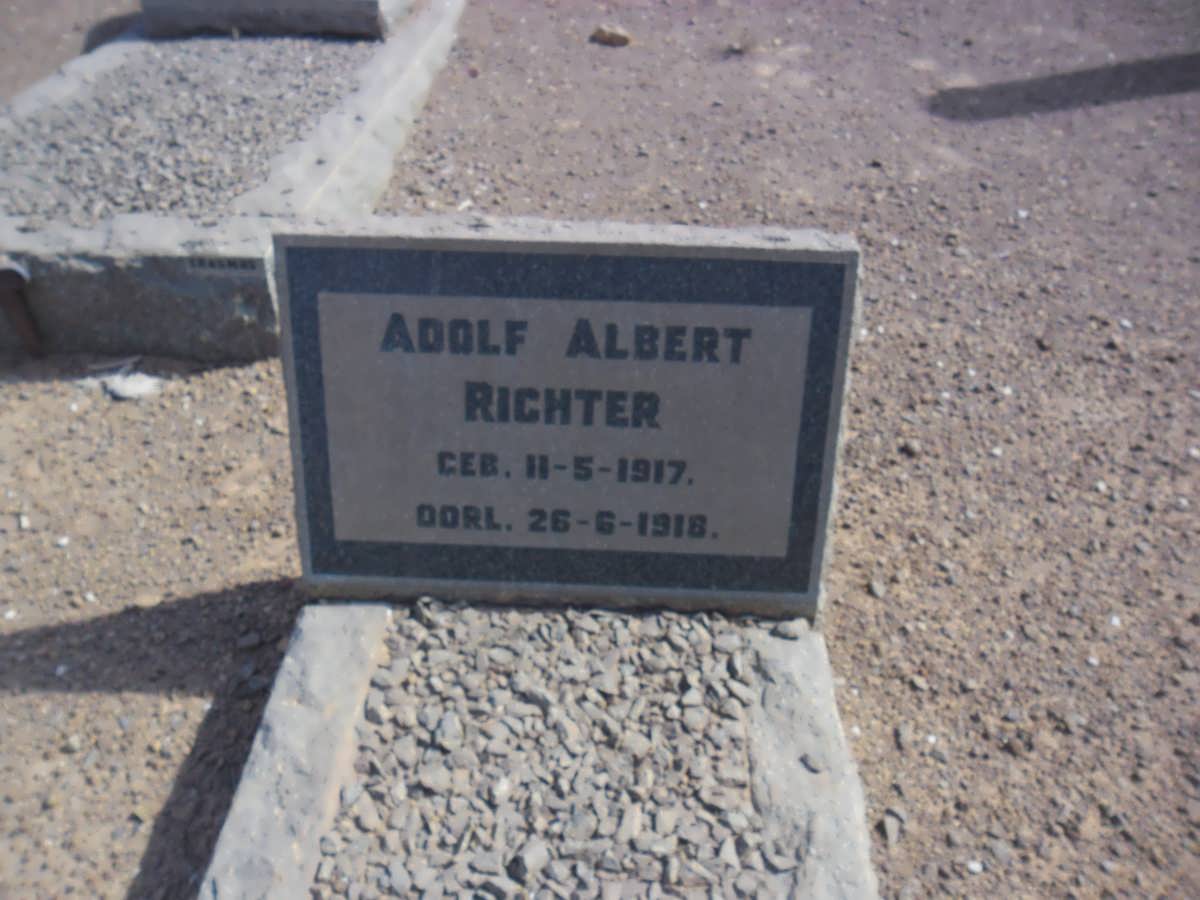 ADOLF ALBERT
RICHTER
GEB. 11-5-1917.
OORL. 26-6-1918.